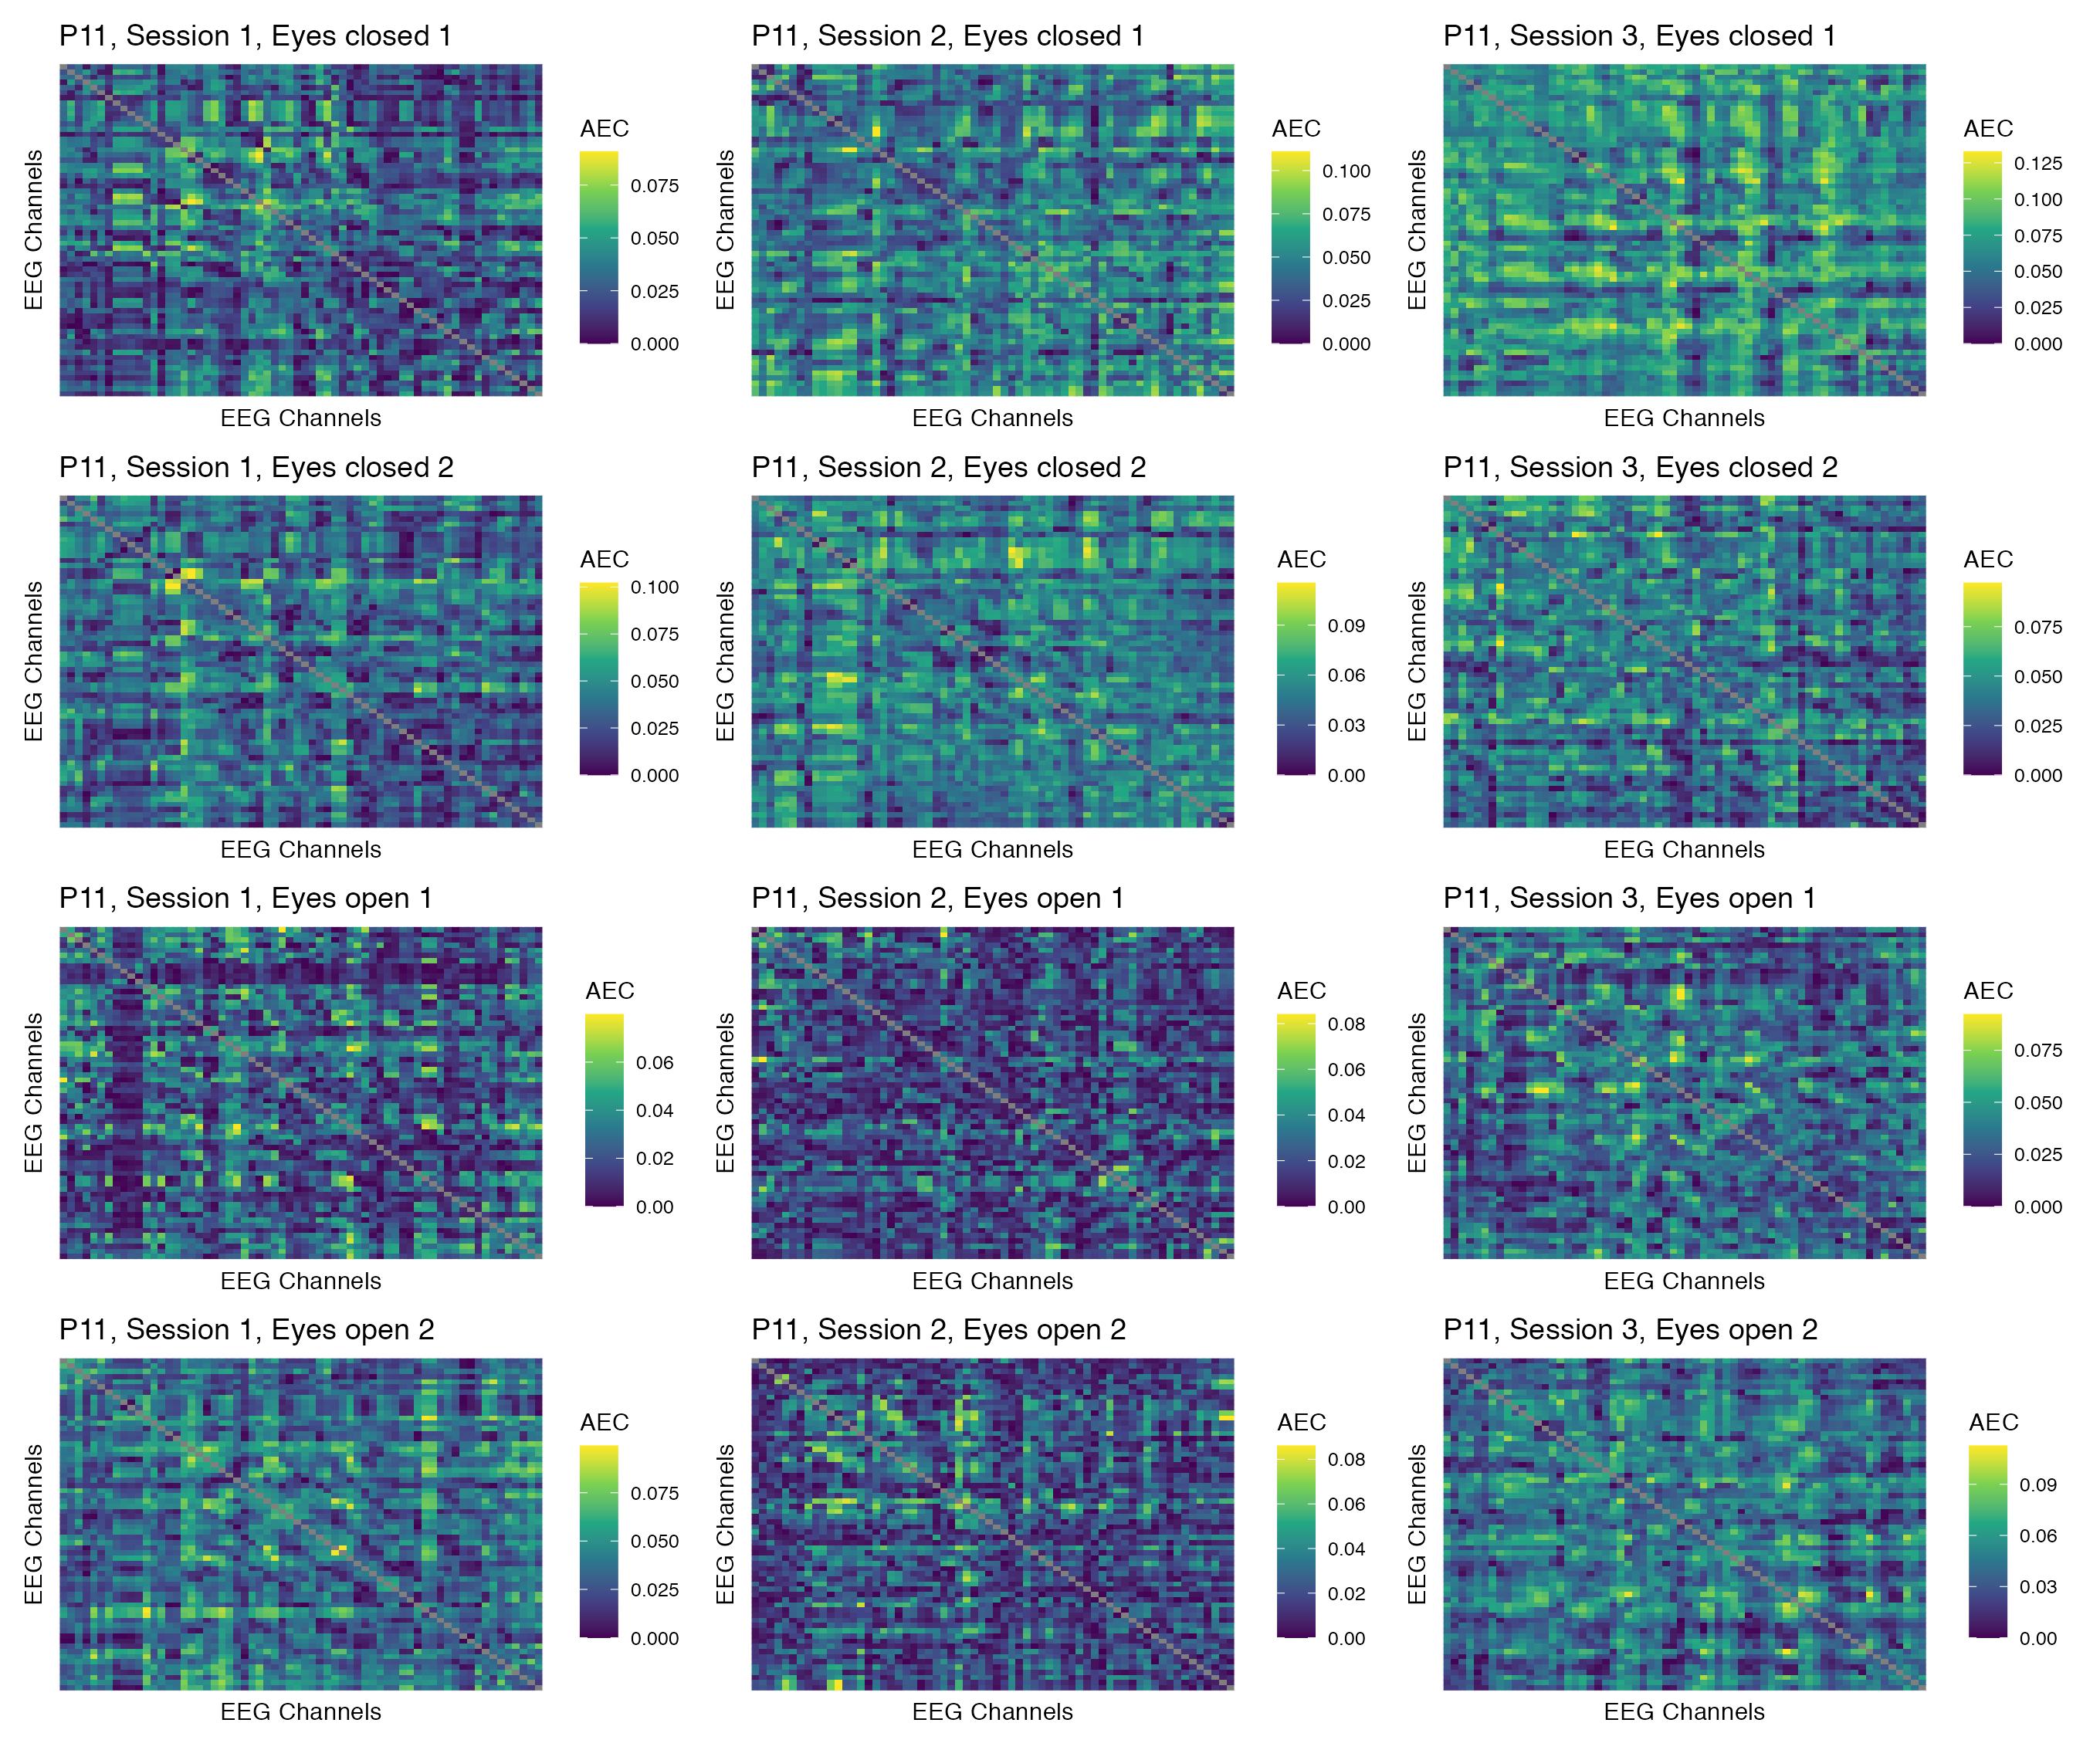 P11, Session 1, Eyes closed 1
EEG Channels
EEG Channels
AEC
0.075
0.050
0.025
0.000
P11, Session 2, Eyes closed 1
EEG Channels
EEG Channels
AEC
0.100
0.075
0.050
0.025
0.000
P11, Session 3, Eyes closed 1
EEG Channels
EEG Channels
AEC
0.125
0.100
0.075
0.050
0.025
0.000
P11, Session 1, Eyes closed 2
EEG Channels
EEG Channels
AEC
0.100
0.075
0.050
0.025
0.000
P11, Session 2, Eyes closed 2
EEG Channels
EEG Channels
AEC
0.09
0.06
0.03
0.00
P11, Session 3, Eyes closed 2
EEG Channels
EEG Channels
AEC
0.075
0.050
0.025
0.000
P11, Session 1, Eyes open 1
EEG Channels
EEG Channels
AEC
0.06
0.04
0.02
0.00
P11, Session 2, Eyes open 1
EEG Channels
EEG Channels
AEC
0.08
0.06
0.04
0.02
0.00
P11, Session 3, Eyes open 1
EEG Channels
EEG Channels
AEC
0.075
0.050
0.025
0.000
P11, Session 1, Eyes open 2
EEG Channels
EEG Channels
AEC
0.075
0.050
0.025
0.000
P11, Session 2, Eyes open 2
EEG Channels
EEG Channels
AEC
0.08
0.06
0.04
0.02
0.00
P11, Session 3, Eyes open 2
EEG Channels
EEG Channels
AEC
0.09
0.06
0.03
0.00